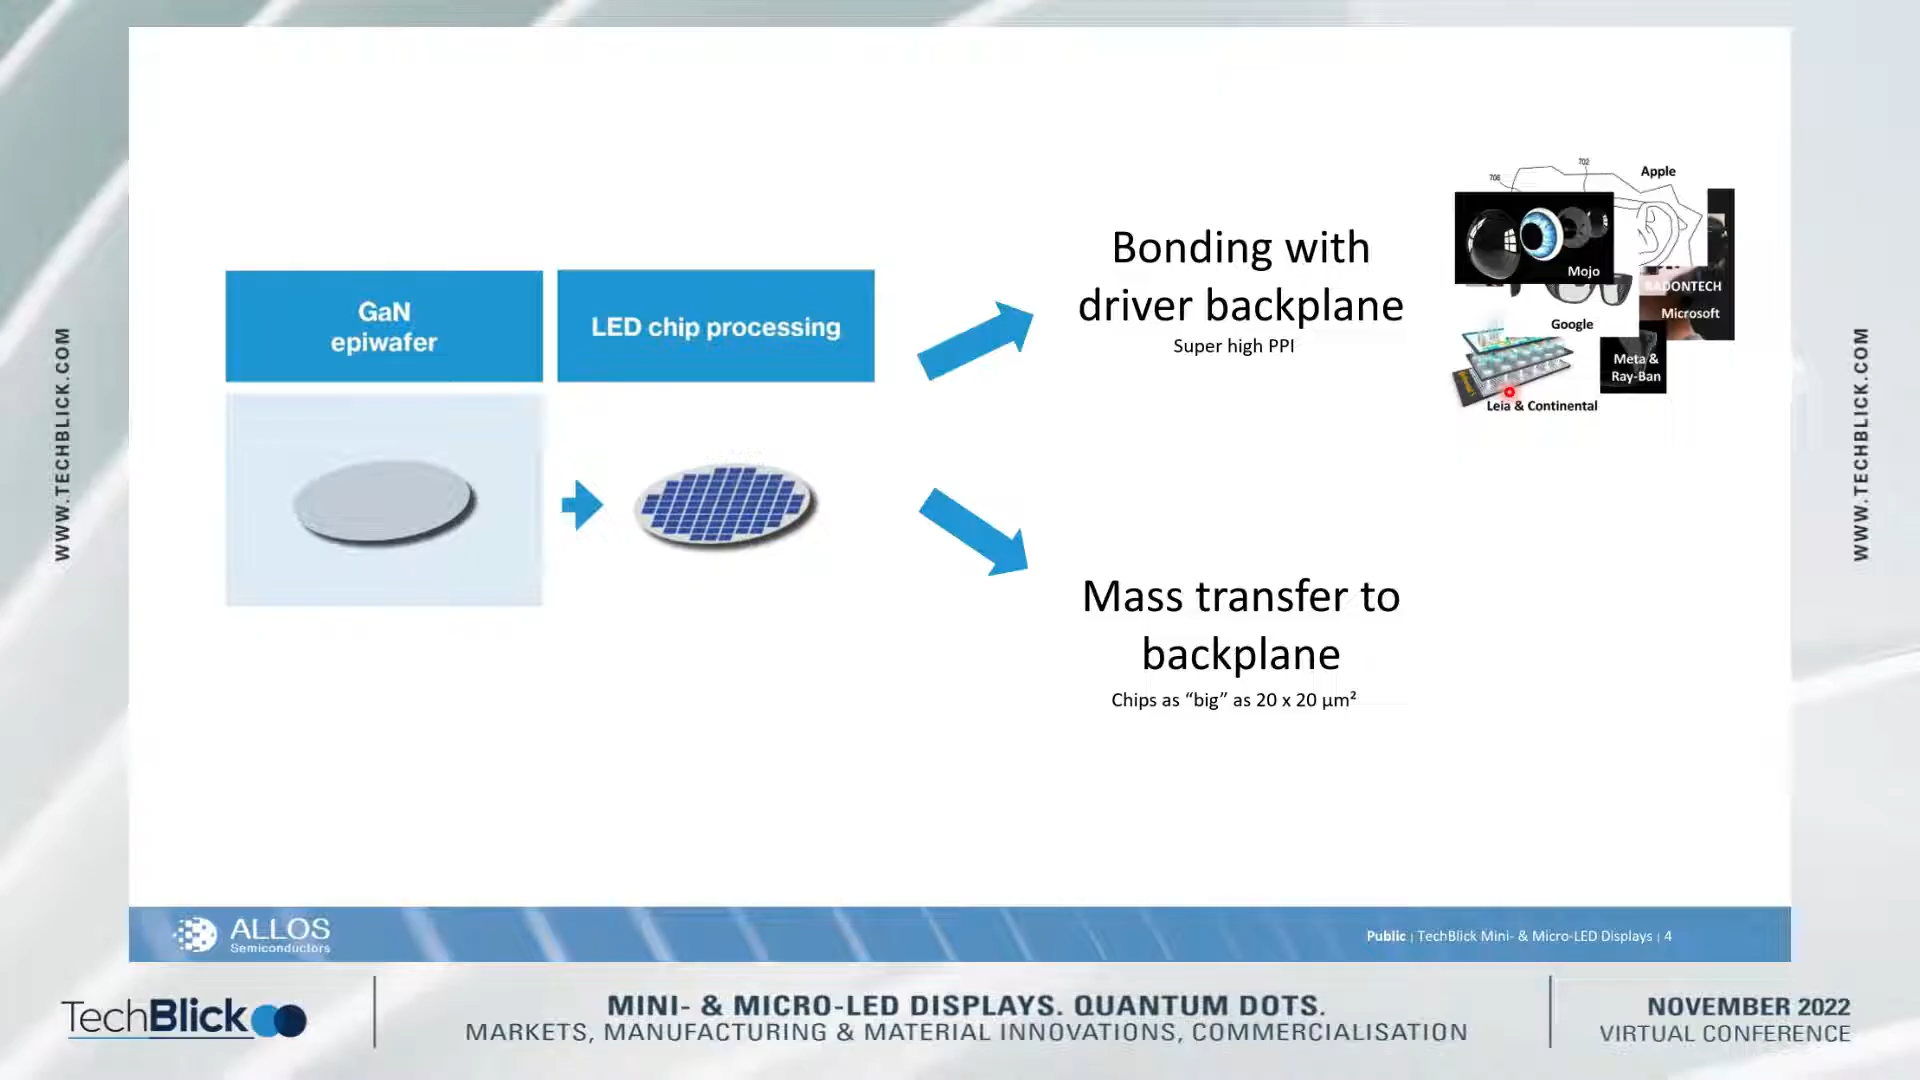 WWW.TECHBLICK.COM
GaN
epiwafer
LED chip processing
Bonding with
driver backplane
Super high PPI
Mass transfer to
backplane
Chips as “big” as 20 x 20 µm²
702
706
Apple
Mojo
RADONTECH
Microsoft
Google
Meta &
Ray-Ban
Leia & Continental
WWW.TECHBLICK.COM
ALLOS
Semiconductors
Public | TechBlick Mini- & Micro-LED Displays | 4
TechBlick
MINI- & MICRO-LED DISPLAYS. QUANTUM DOTS.
MARKETS, MANUFACTURING & MATERIAL INNOVATIONS, COMMERCIALISATION
NOVEMBER 2022
VIRTUAL CONFERENCE